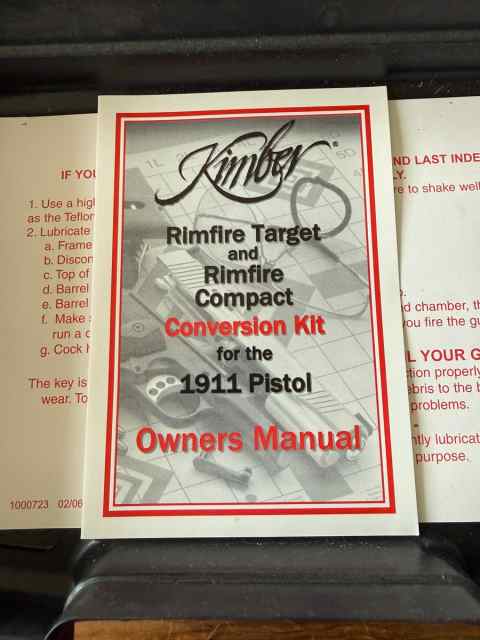 Kimber®
Rimfire Target
and
Rimfire
Compact
Conversion Kit
for the
1911 Pistol
Owners Manual
IF YOU
1. Use a high
as the Teflon
2. Lubricate
a. Frame
b. Discon
c. Top of
d. Barrel
e. Barrel
f. Make
run a
g. Cock
The key is
wear. To
1000723 02/06
ND LAST INDE
LY.
re to shake well
d chamber, th
you fire the gu
L YOUR G
ction properly
ebris to the b
problems.
ntly lubricat
purpose.